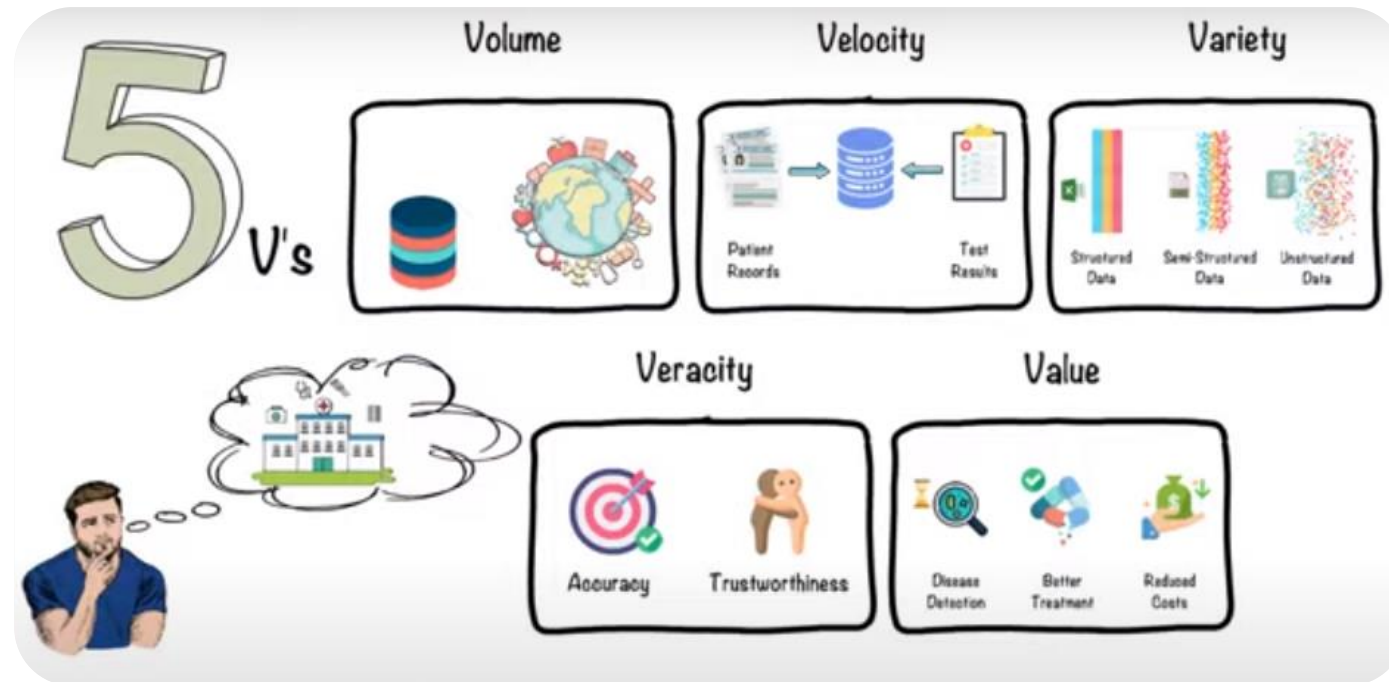 5 V's
Volume
Velocity
Variety
Patient
Records
Test
Results
Structured
Data
Semi-Structured
Data
Unstructured
Data
Veracity
Value
Accuracy
Trustworthiness
Disease
Detection
Better
Treatment
Reduced
Costs